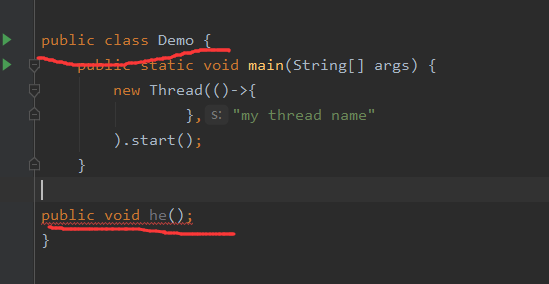 public class Demo {
public static void main(String[] args) {
new Thread(()->{
}, s: "my thread name"
).start();
}
public void he();
}